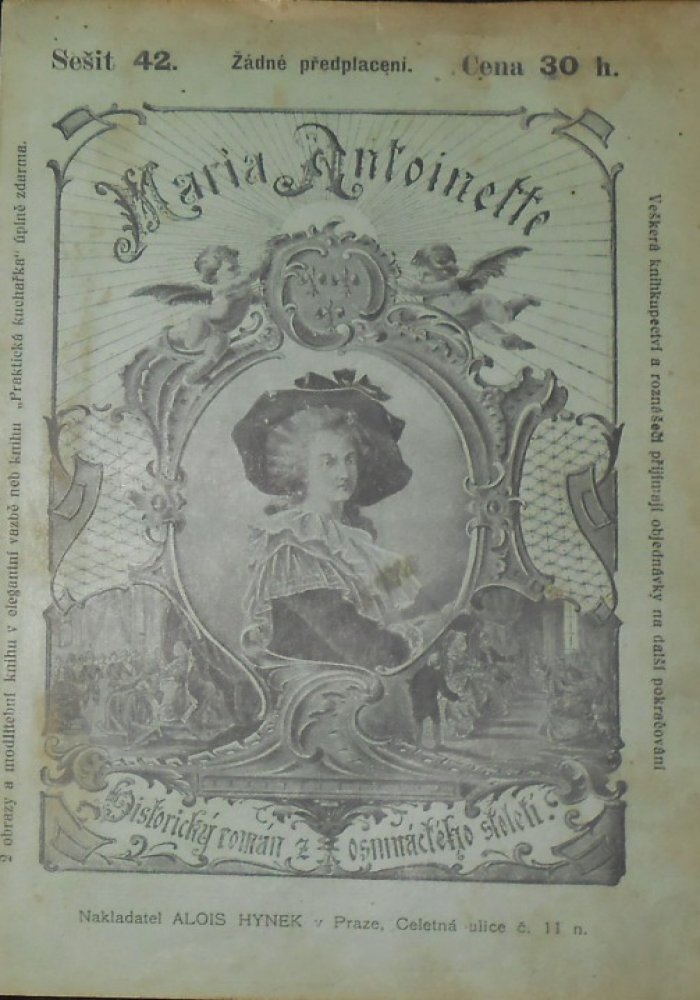 Sešit 42. Žádné předplacení. Cena 30 h.
Maria Antoinette
2 obrazy a modlitební knihu v elegantní vazbě neb knihu „Praktická kuchařka“ úplně zdarma.
Veškerá knihkupectví a roznášeči přijímají objednávky na další pokračování
Historický román z osmnáctého století.
Nakladatel ALOIS HYNEK v Praze, Celetná ulice č. 11 n.